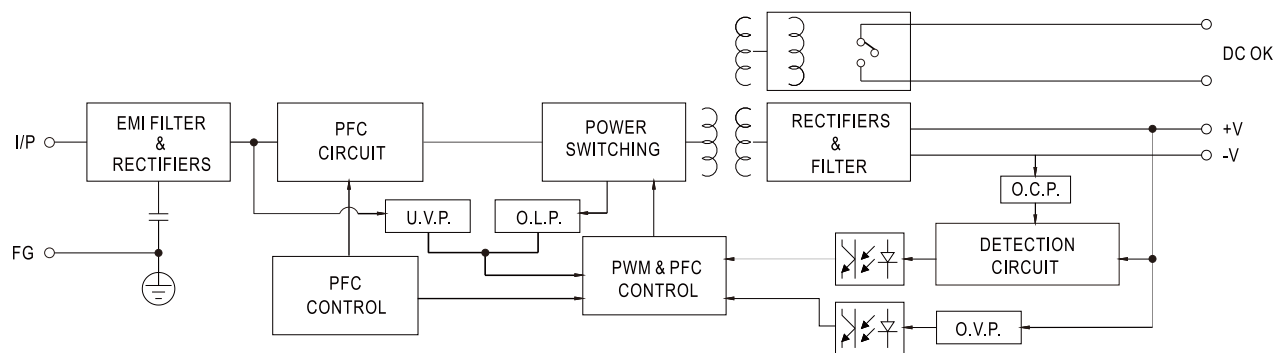 DC OK
I/P
EMI FILTER
&
RECTIFIERS
PFC
CIRCUIT
POWER
SWITCHING
RECTIFIERS
&
FILTER
+V
-V
O.C.P.
U.V.P.
O.L.P.
FG
PFC
CONTROL
PWM & PFC
CONTROL
DETECTION
CIRCUIT
O.V.P.